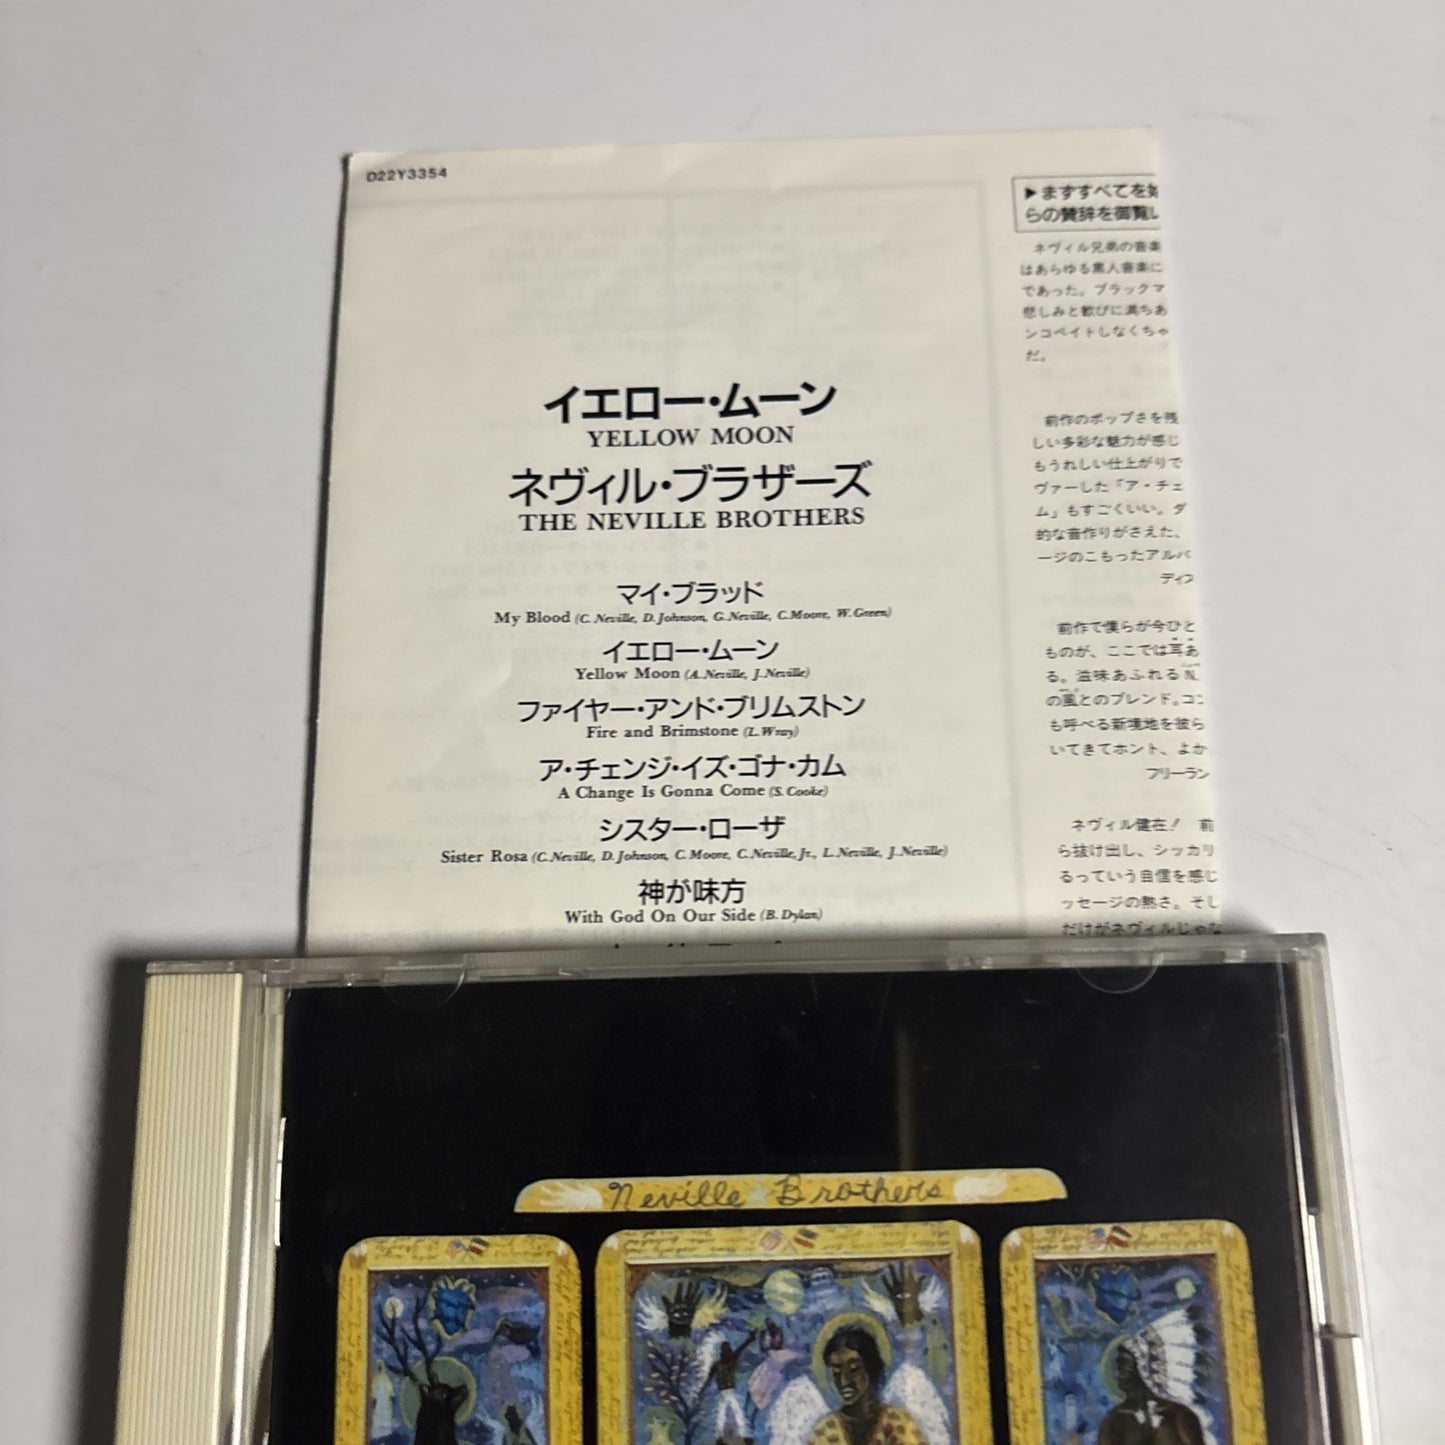 D22Y3354
イエロー・ムーン
YELLOW MOON
ネヴィル・ブラザーズ
THE NEVILLE BROTHERS
マイ・ブラッド
My Blood (C. Neville, D. Johnson, G. Neville, C. Moore, W. Green)
イエロー・ムーン
Yellow Moon (A. Neville, J. Neville)
ファイヤー・アンド・ブリムストン
Fire and Brimstone (L. Wray)
ア・チェンジ・イズ・ゴナ・カム
A Change Is Gonna Come (S. Cooke)
シスター・ローザ
Sister Rosa (C. Neville, D. Johnson, C. Moore, C. Neville, Jr., L. Neville, J. Neville)
神が味方
With God On Our Side (B. Dylan)
▶まずすべてを
らの賛辞を御覧
ネヴィル兄弟の音楽
はあらゆる黒人音楽に
であった。ブラックマ
悲しみと歓びに満ちあ
ンコペイトしなくちゃ
だ。
前作のポップさを残
しい多彩な魅力が感じ
もうれしい仕上がりで
ヴァーした「ア・チェ
ム」もすごくいい。ダ
的な音作りがさえた、
ージのこもったアルバ
ディス
前作で僕らが今ひと
ものが、ここでは耳あ
る。滋味あふれる
の風とのブレンド。コン
も呼べる新境地を彼ら
いてきてホント、よか
フリーラン
ネヴィル健在! 前
ら抜け出し、シッカリ
るっていう自信を感じ
ッセージの熱さ。そし
だけがネヴィルじゃな
Neville Brothers